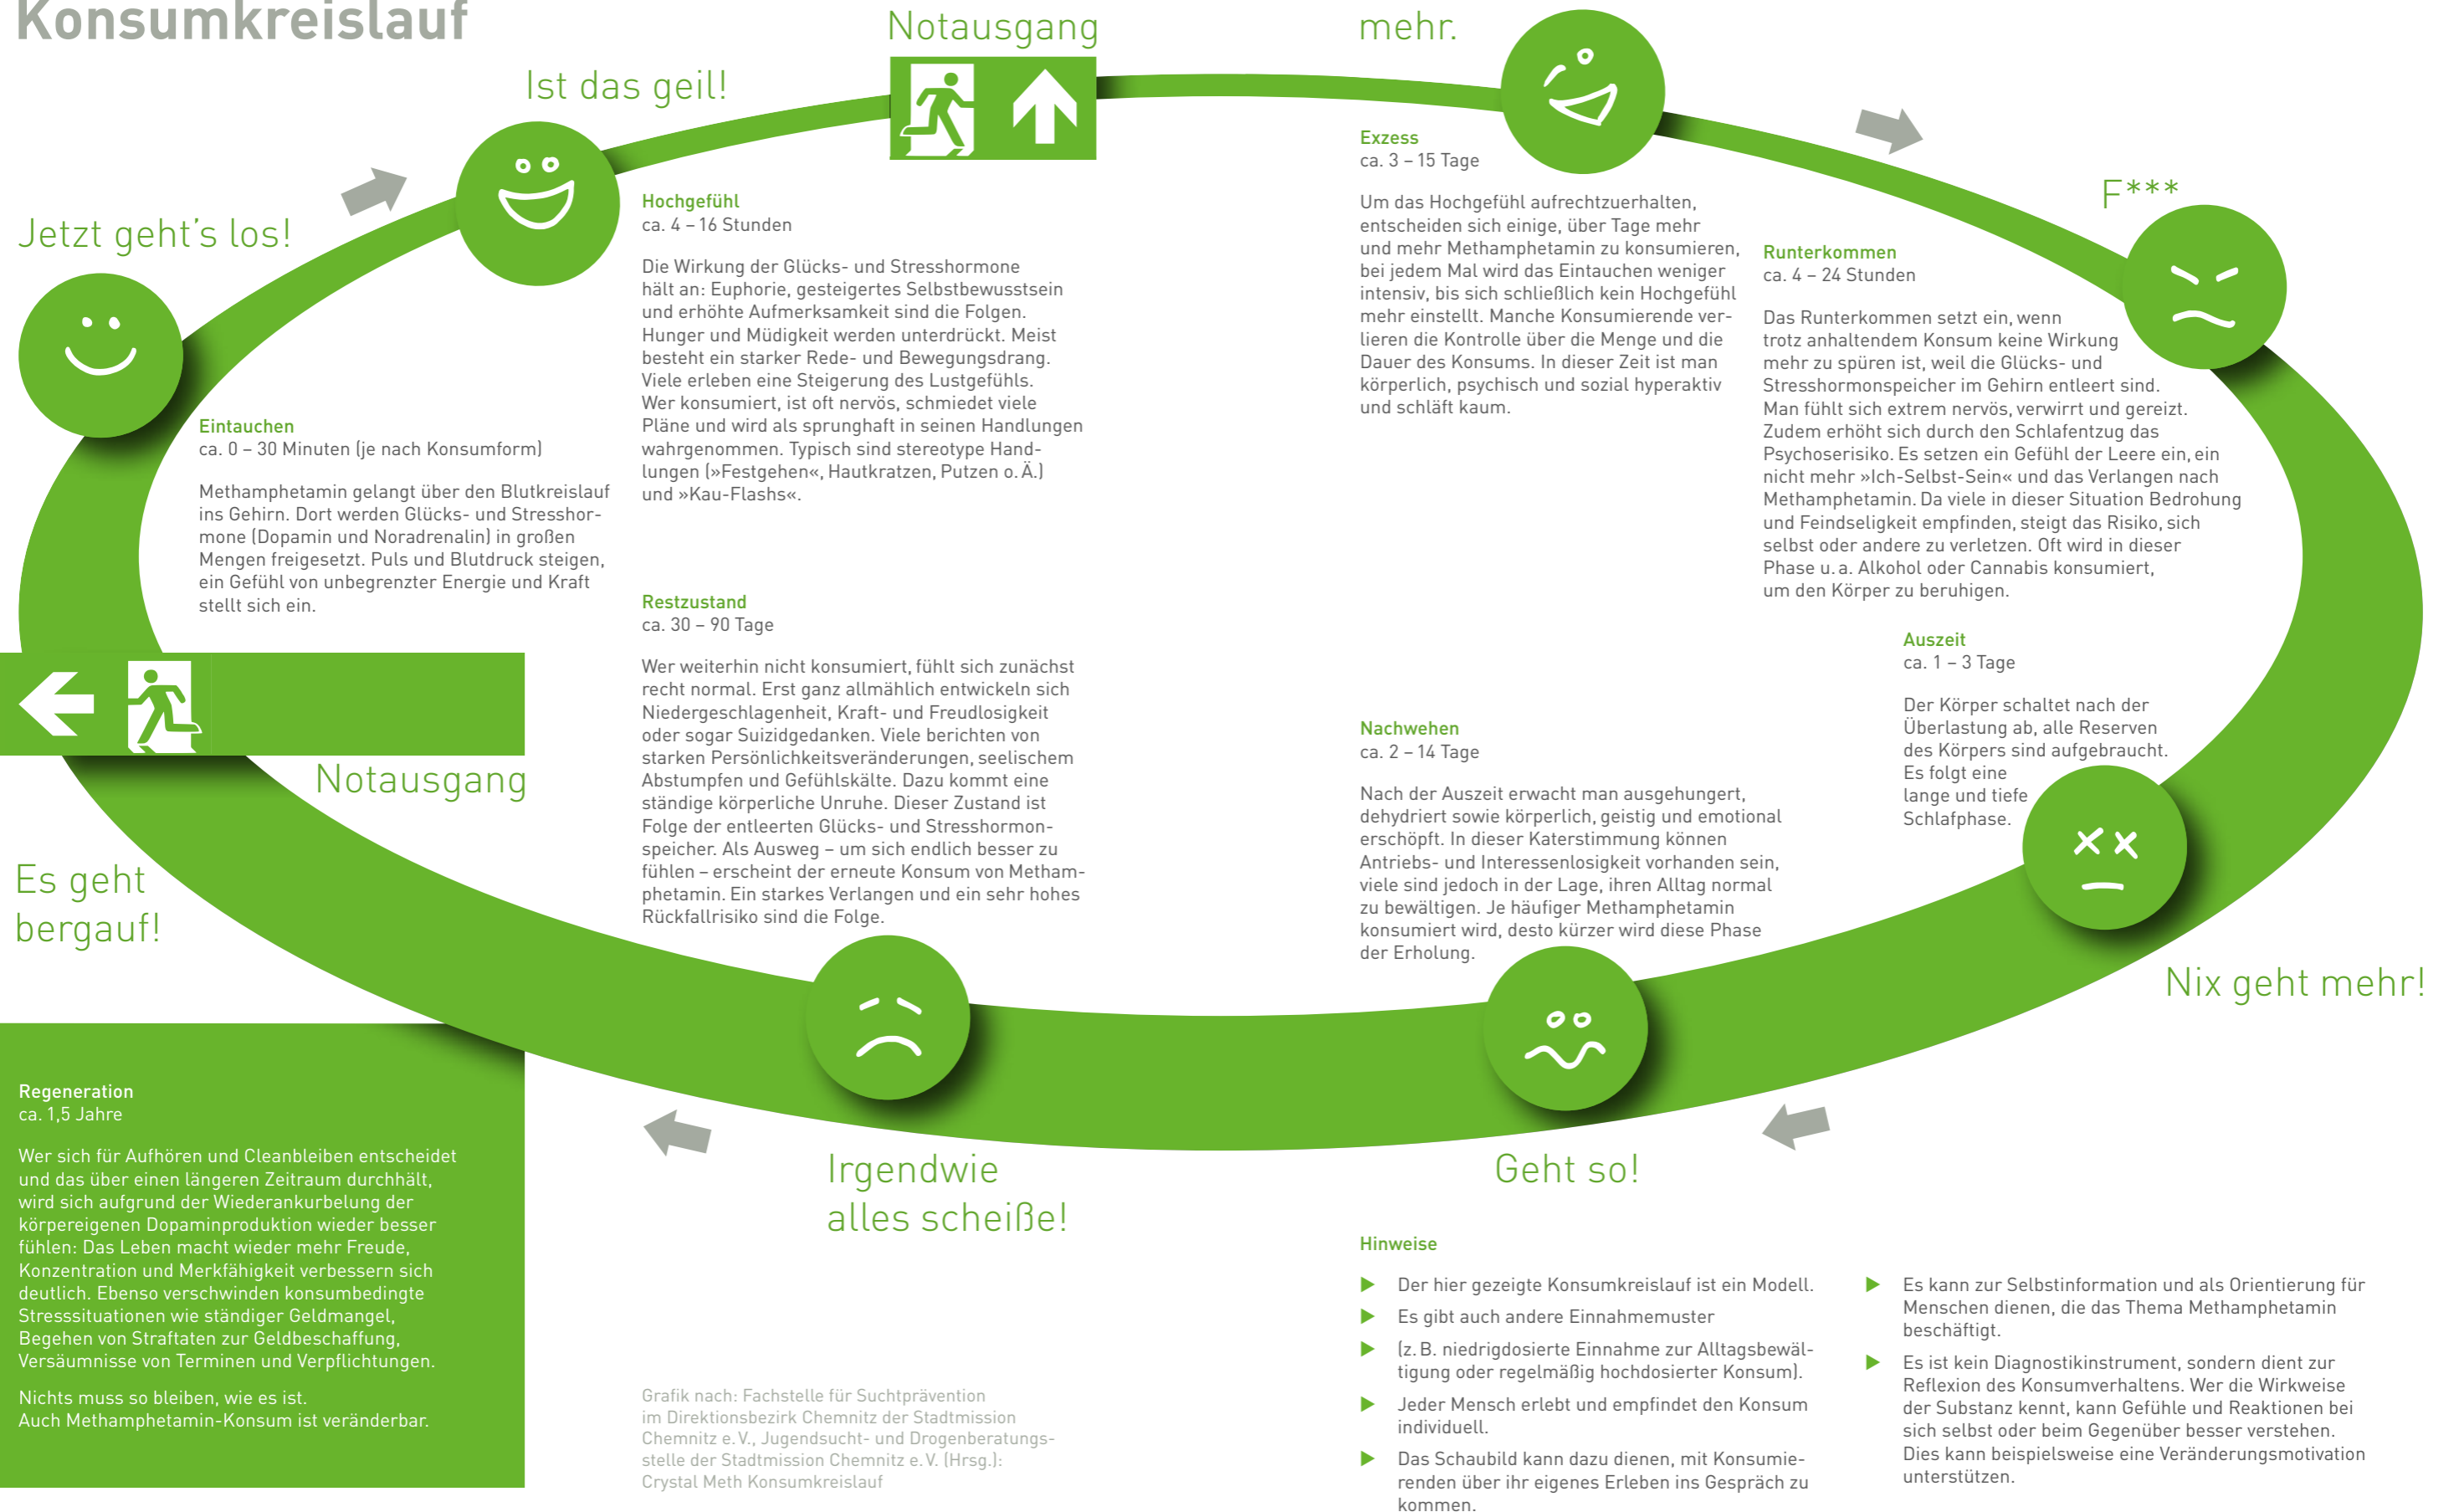 Konsumkreislauf
Jetzt geht's los!
Eintauchen
ca. 0 – 30 Minuten (je nach Konsumform)
Methamphetamin gelangt über den Blutkreislauf
ins Gehirn. Dort werden Glücks- und Stresshor-
mone (Dopamin und Noradrenalin) in großen
Mengen freigesetzt. Puls und Blutdruck steigen,
ein Gefühl von unbegrenzter Energie und Kraft
stellt sich ein.
Ist das geil!
Hochgefühl
ca. 4 – 16 Stunden
Die Wirkung der Glücks- und Stresshormone
hält an: Euphorie, gesteigertes Selbstbewusstsein
und erhöhte Aufmerksamkeit sind die Folgen.
Hunger und Müdigkeit werden unterdrückt. Meist
besteht ein starker Rede- und Bewegungsdrang.
Viele erleben eine Steigerung des Lustgefühls.
Wer konsumiert, ist oft nervös, schmiedet viele
Pläne und wird als sprunghaft in seinen Handlungen
wahrgenommen. Typisch sind stereotype Hand-
lungen (»Festgehen«, Hautkratzen, Putzen o. Ä.)
und »Kau-Flashs«.
Notausgang
mehr.
Exzess
ca. 3 – 15 Tage
Um das Hochgefühl aufrechtzuerhalten,
entscheiden sich einige, über Tage mehr
und mehr Methamphetamin zu konsumieren,
bei jedem Mal wird das Eintauchen weniger
intensiv, bis sich schließlich kein Hochgefühl
mehr einstellt. Manche Konsumierende ver-
lieren die Kontrolle über die Menge und die
Dauer des Konsums. In dieser Zeit ist man
körperlich, psychisch und sozial hyperaktiv
und schläft kaum.
F***
Runterkommen
ca. 4 – 24 Stunden
Das Runterkommen setzt ein, wenn
trotz anhaltendem Konsum keine Wirkung
mehr zu spüren ist, weil die Glücks- und
Stresshormonspeicher im Gehirn entleert sind.
Man fühlt sich extrem nervös, verwirrt und gereizt.
Zudem erhöht sich durch den Schlafentzug das
Psychoserisiko. Es setzen ein Gefühl der Leere ein, ein
nicht mehr »Ich-Selbst-Sein« und das Verlangen nach
Methamphetamin. Da viele in dieser Situation Bedrohung
und Feindseligkeit empfinden, steigt das Risiko, sich
selbst oder andere zu verletzen. Oft wird in dieser
Phase u. a. Alkohol oder Cannabis konsumiert,
um den Körper zu beruhigen.
Auszeit
ca. 1 – 3 Tage
Der Körper schaltet nach der
Überlastung ab, alle Reserven
des Körpers sind aufgebraucht.
Es folgt eine
lange und tiefe
Schlafphase.
Nix geht mehr!
Nachwehen
ca. 2 – 14 Tage
Nach der Auszeit erwacht man ausgehungert,
dehydriert sowie körperlich, geistig und emotional
erschöpft. In dieser Katerstimmung können
Antriebs- und Interessenlosigkeit vorhanden sein,
viele sind jedoch in der Lage, ihren Alltag normal
zu bewältigen. Je häufiger Methamphetamin
konsumiert wird, desto kürzer wird diese Phase
der Erholung.
Geht so!
Restzustand
ca. 30 – 90 Tage
Wer weiterhin nicht konsumiert, fühlt sich zunächst
recht normal. Erst ganz allmählich entwickeln sich
Niedergeschlagenheit, Kraft- und Freudlosigkeit
oder sogar Suizidgedanken. Viele berichten von
starken Persönlichkeitsveränderungen, seelischem
Abstumpfen und Gefühlskälte. Dazu kommt eine
ständige körperliche Unruhe. Dieser Zustand ist
Folge der entleerten Glücks- und Stresshormon-
speicher. Als Ausweg – um sich endlich besser zu
fühlen – erscheint der erneute Konsum von Metham-
phetamin. Ein starkes Verlangen und ein sehr hohes
Rückfallrisiko sind die Folge.
Irgendwie
alles scheiße!
Notausgang
Es geht
bergauf!
Regeneration
ca. 1,5 Jahre
Wer sich für Aufhören und Cleanbleiben entscheidet
und das über einen längeren Zeitraum durchhält,
wird sich aufgrund der Wiederankurbelung der
körpereigenen Dopaminproduktion wieder besser
fühlen: Das Leben macht wieder mehr Freude,
Konzentration und Merkfähigkeit verbessern sich
deutlich. Ebenso verschwinden konsumbedingte
Stresssituationen wie ständiger Geldmangel,
Begehen von Straftaten zur Geldbeschaffung,
Versäumnisse von Terminen und Verpflichtungen.
Nichts muss so bleiben, wie es ist.
Auch Methamphetamin-Konsum ist veränderbar.
Grafik nach: Fachstelle für Suchtprävention
im Direktionsbezirk Chemnitz der Stadtmission
Chemnitz e. V., Jugendsucht- und Drogenberatungs-
stelle der Stadtmission Chemnitz e. V. (Hrsg.):
Crystal Meth Konsumkreislauf
Hinweise
Der hier gezeigte Konsumkreislauf ist ein Modell.
Es gibt auch andere Einnahmemuster
(z. B. niedrigdosierte Einnahme zur Alltagsbewäl-
tigung oder regelmäßig hochdosierter Konsum).
Jeder Mensch erlebt und empfindet den Konsum
individuell.
Das Schaubild kann dazu dienen, mit Konsumie-
renden über ihr eigenes Erleben ins Gespräch zu
kommen.
Es kann zur Selbstinformation und als Orientierung für
Menschen dienen, die das Thema Methamphetamin
beschäftigt.
Es ist kein Diagnostikinstrument, sondern dient zur
Reflexion des Konsumverhaltens. Wer die Wirkweise
der Substanz kennt, kann Gefühle und Reaktionen bei
sich selbst oder beim Gegenüber besser verstehen.
Dies kann beispielsweise eine Veränderungsmotivation
unterstützen.